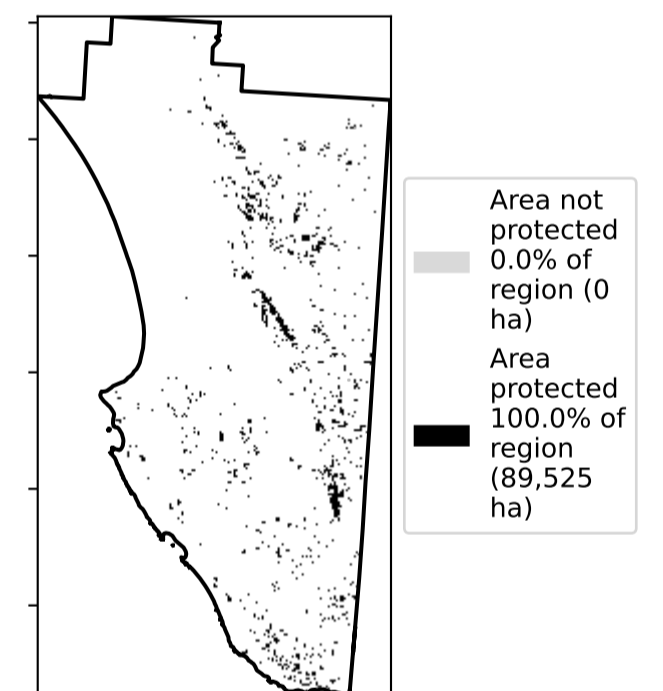 Area not
protected
0.0% of
region (0
ha)
Area
protected
100.0% of
region
(89,525
ha)